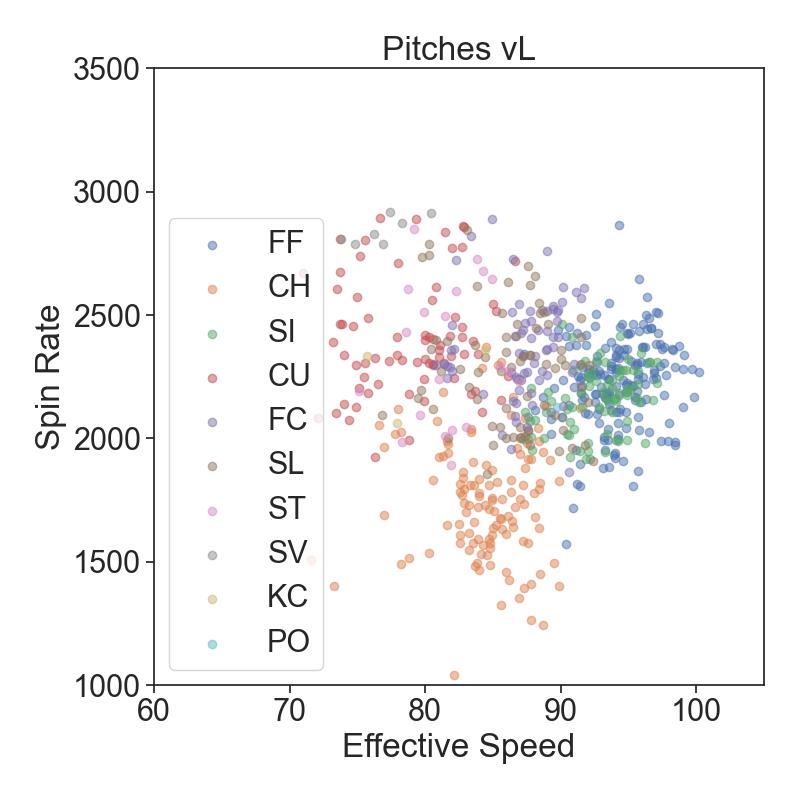 Pitches vL
3500
3000
2500
2000
1500
1000
Spin Rate
FF
CH
SI
CU
FC
SL
ST
SV
KC
PO
60 70 80 90 100
Effective Speed